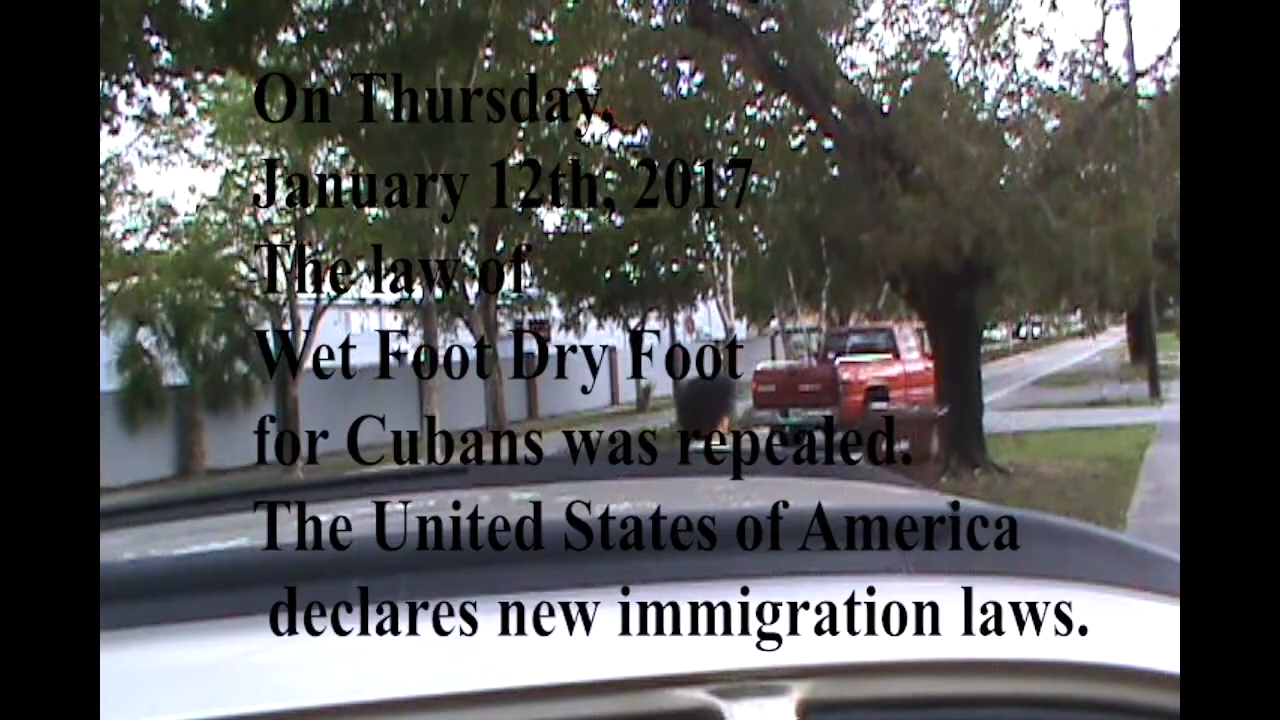 On Thursday,
January 12th, 2017
The law of
Wet Foot Dry Foot
for Cubans was repealed.
The United States of America
declares new immigration laws.